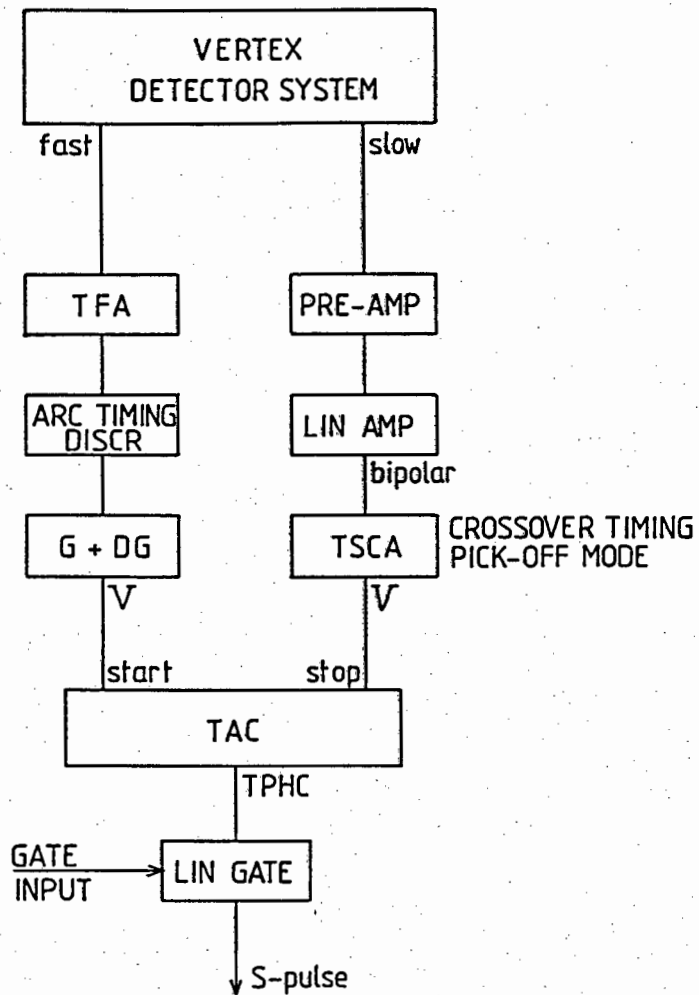 VERTEX
DETECTOR SYSTEM
fast
slow
TFA
PRE-AMP
ARC TIMING
DISCR
LIN AMP
bipolar
G + DG
TSCA
CROSSOVER TIMING
PICK-OFF MODE
start
stop
TAC
TPHC
GATE
INPUT
LIN GATE
S-pulse